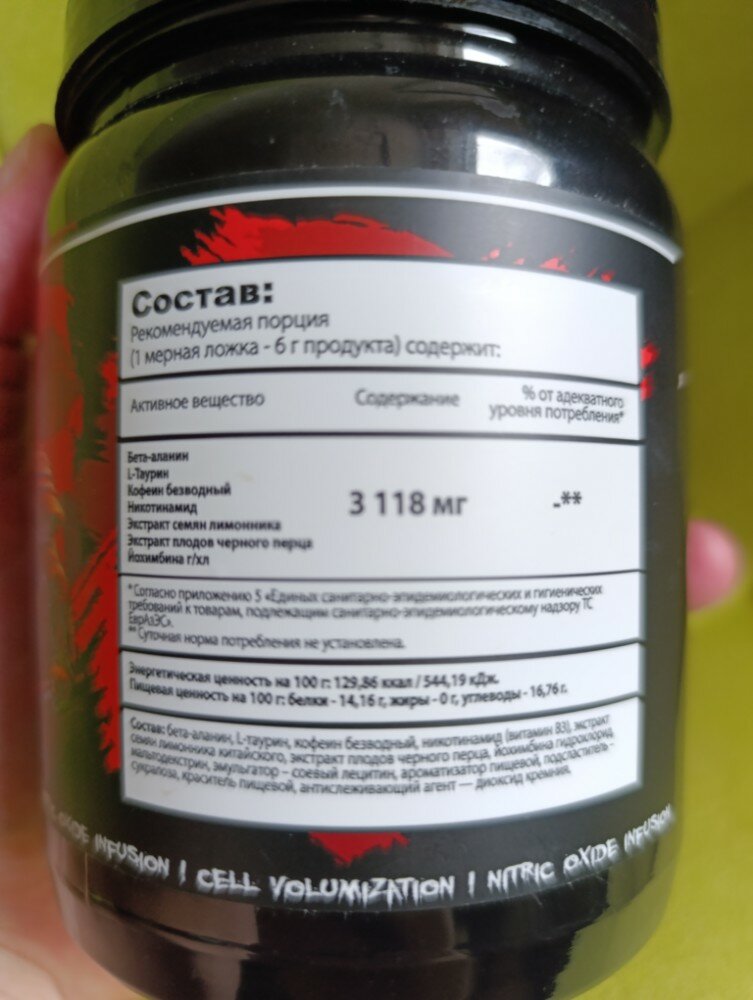 Состав:
Рекомендуемая порция
(1 мерная ложка - 6 г продукта) содержит:
Активное вещество Содержание % от адекватного
уровня потребления*
Бета-аланин
L-Таурин
Кофеин безводный
Никотинамид
Экстракт семян лимонника
Экстракт плодов черного перца
Йохимбина г/хл
3 118 мг
-**
* Согласно приложению 5 «Единых санитарно-эпидемиологических и гигиенических
требований к товарам, подлежащим санитарно-эпидемиологическому надзору ТС
ЕврАзЭС».
** Суточная норма потребления не установлена.
Энергетическая ценность на 100 г: 129,86 ккал / 544,19 кДж.
Пищевая ценность на 100 г: белки - 14,16 г, жиры - 0 г, углеводы - 16,76 г.
Состав: бета-аланин, L-таурин, кофеин безводный, никотинамид (витамин В3), экстракт
семян лимонника китайского, экстракт плодов черного перца, йохимбина гидрохлорид,
мальтодекстрин, эмульгатор – соевый лецитин, ароматизатор пищевой, подсластитель -
сукралоза, краситель пищевой, антислеживающий агент — диоксид кремния.
OXIDE INFUSION | CELL VOLUMIZATION | NITRIC OXIDE INFUSION